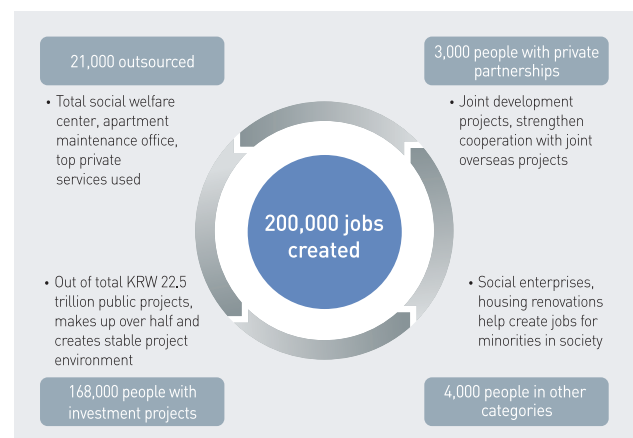 21,000 outsourced
• Total social welfare
center, apartment
maintenance office,
top private
services used
3,000 people with private
partnerships
• Joint development
projects, strengthen
cooperation with joint
overseas projects
200,000 jobs
created
• Out of total KRW 22.5
trillion public projects,
makes up over half and
creates stable project
environment
168,000 people with
investment projects
• Social enterprises,
housing renovations
help create jobs for
minorities in society
4,000 people in other
categories